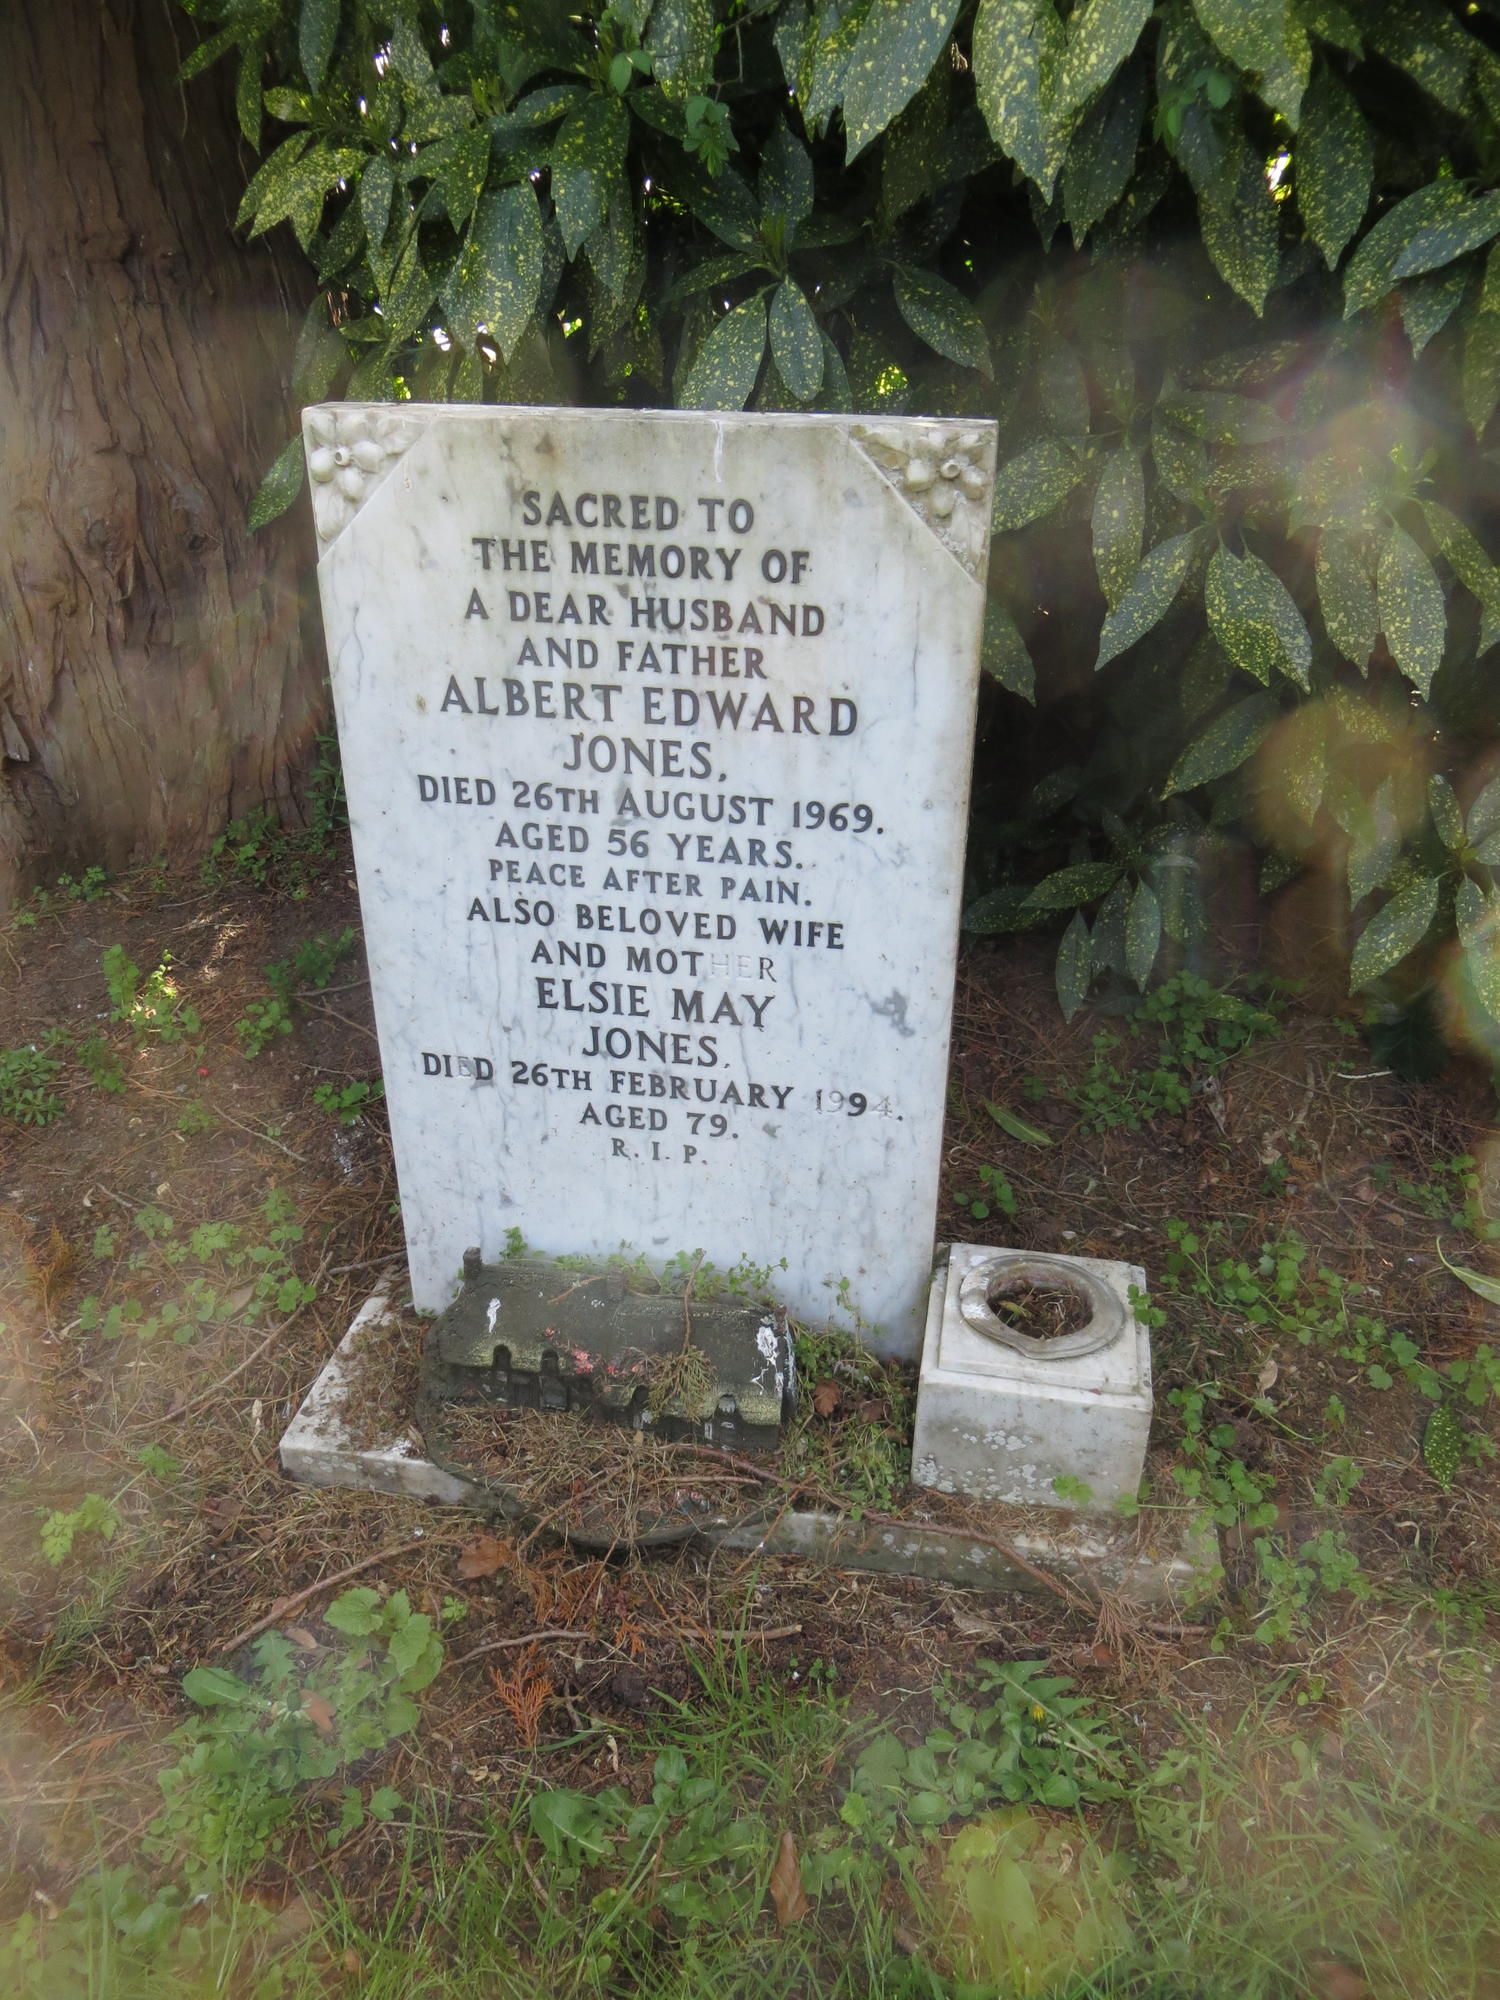 SACRED TO
THE MEMORY OF
A DEAR HUSBAND
AND FATHER
ALBERT EDWARD
JONES,
DIED 26TH AUGUST 1969.
AGED 56 YEARS.
PEACE AFTER PAIN.
ALSO BELOVED WIFE
AND MOTHER
ELSIE MAY
JONES,
DIED 26TH FEBRUARY 1994.
AGED 79.
R. I. P.